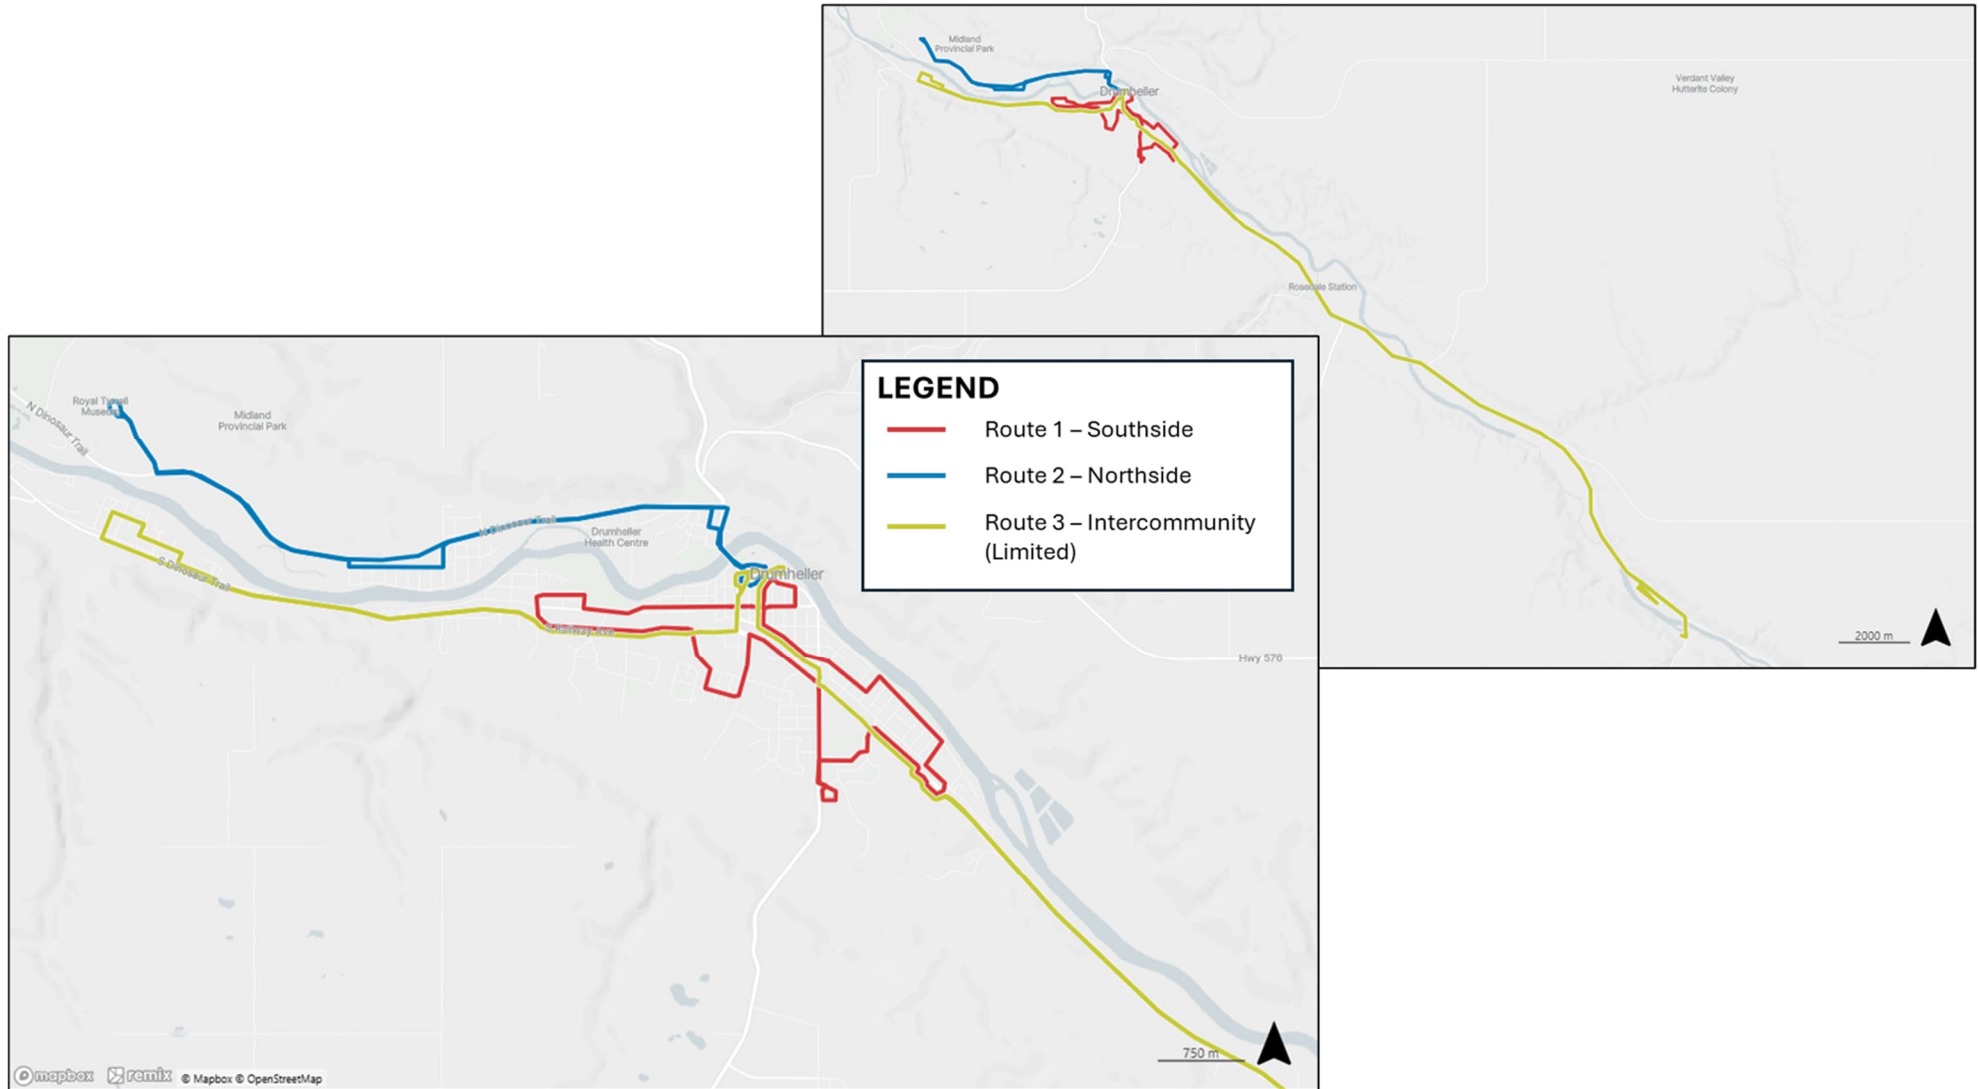 Midland
Provincial Park
Drumheller
Verdant Valley
Hutterite Colony
Rosedale Station
2000 m
LEGEND
Route 1 – Southside
Route 2 – Northside
Route 3 – Intercommunity
(Limited)
Royal Tyrrell
Museum
N Dinosaur Trail
Midland
Provincial Park
N Dinosaur Trail
Drumheller
Health Centre
Drumheller
S Dinosaur Trail
S Railway Ave
Hwy 576
750 m
mapbox remix © Mapbox © OpenStreetMap